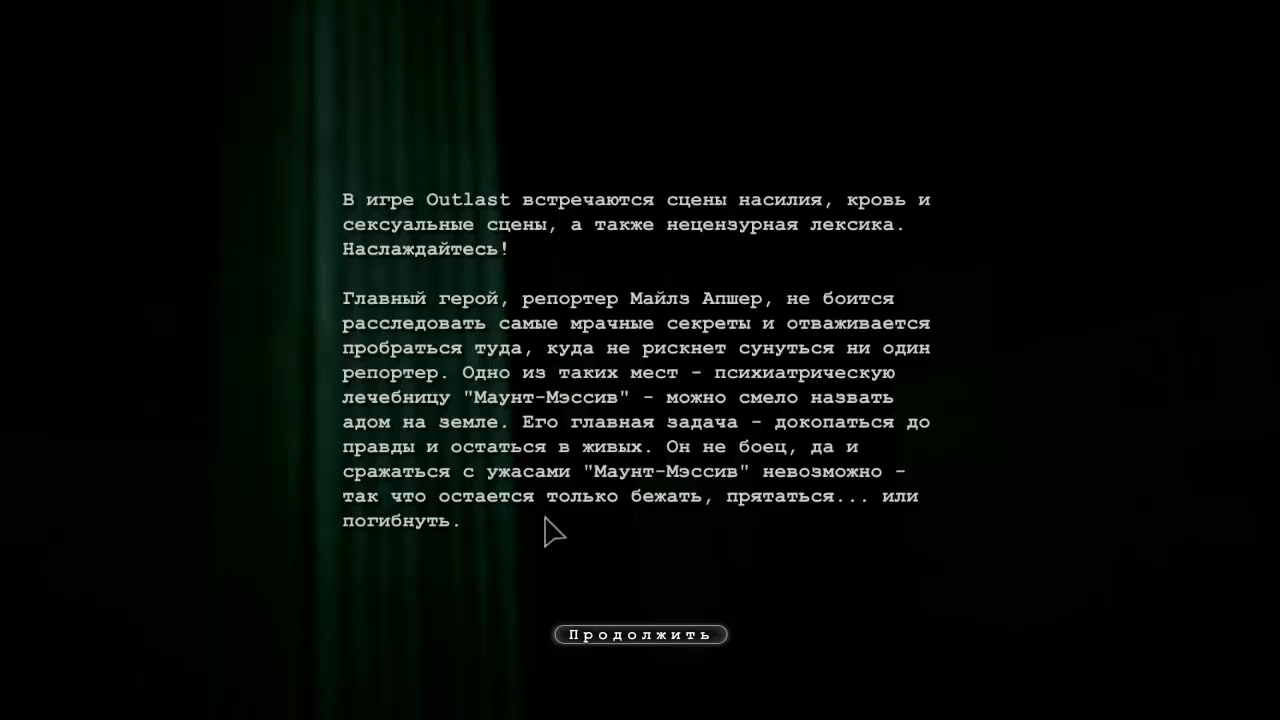 В игре Outlast встречаются сцены насилия, кровь и
сексуальные сцены, а также нецензурная лексика.
Наслаждайтесь!
Главный герой, репортер Майлз Апшер, не боится
расследовать самые мрачные секреты и отваживается
пробраться туда, куда не рискнет сунуться ни один
репортер. Одно из таких мест - психиатрическую
лечебницу "Маунт-Мэссив" - можно смело назвать
адом на земле. Его главная задача - докопаться до
правды и остаться в живых. Он не боец, да и
сражаться с ужасами "Маунт-Мэссив" невозможно -
так что остается только бежать, прятаться... или
погибнуть.
Продолжить